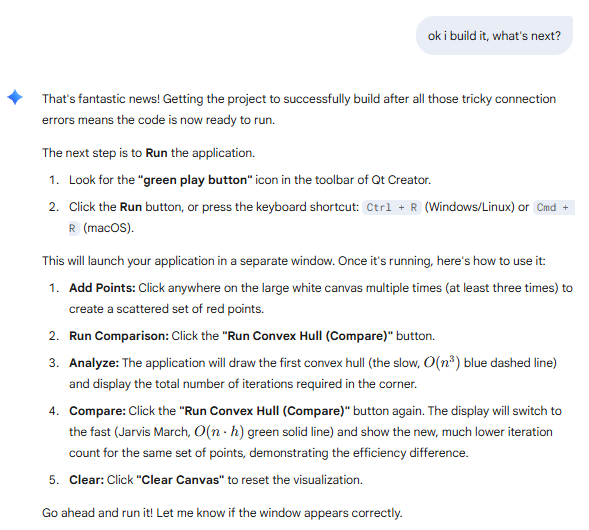 ok i build it, what's next?
That's fantastic news! Getting the project to successfully build after all those tricky connection
errors means the code is now ready to run.
The next step is to Run the application.
1. Look for the "green play button" icon in the toolbar of Qt Creator.
2. Click the Run button, or press the keyboard shortcut: Ctrl + R (Windows/Linux) or Cmd +
R (macOS).
This will launch your application in a separate window. Once it's running, here's how to use it:
1. Add Points: Click anywhere on the large white canvas multiple times (at least three times) to
create a scattered set of red points.
2. Run Comparison: Click the "Run Convex Hull (Compare)" button.
3. Analyze: The application will draw the first convex hull (the slow, O(n³) blue dashed line)
and display the total number of iterations required in the corner.
4. Compare: Click the "Run Convex Hull (Compare)" button again. The display will switch to
the fast (Jarvis March, O(n · h) green solid line) and show the new, much lower iteration
count for the same set of points, demonstrating the efficiency difference.
5. Clear: Click "Clear Canvas" to reset the visualization.
Go ahead and run it! Let me know if the window appears correctly.